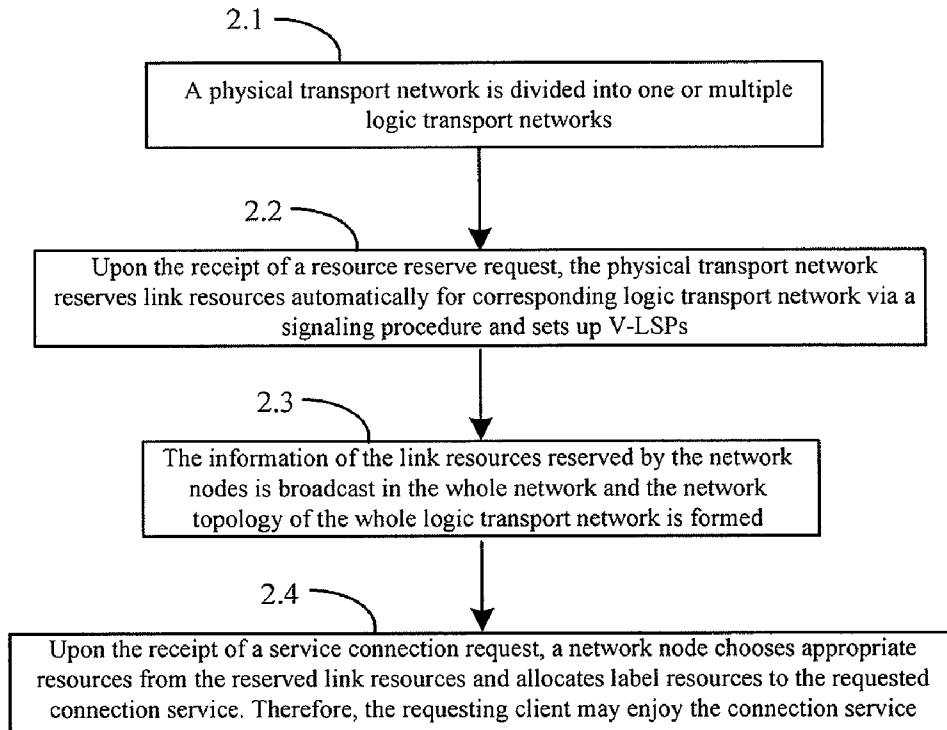 2.1
A physical transport network is divided into one or multiple
logic transport networks
2.2
Upon the receipt of a resource reserve request, the physical transport network
reserves link resources automatically for corresponding logic transport network via a
signaling procedure and sets up V-LSPs
2.3
The information of the link resources reserved by the network
nodes is broadcast in the whole network and the network
topology of the whole logic transport network is formed
2.4
Upon the receipt of a service connection request, a network node chooses appropriate
resources from the reserved link resources and allocates label resources to the requested
connection service. Therefore, the requesting client may enjoy the connection service